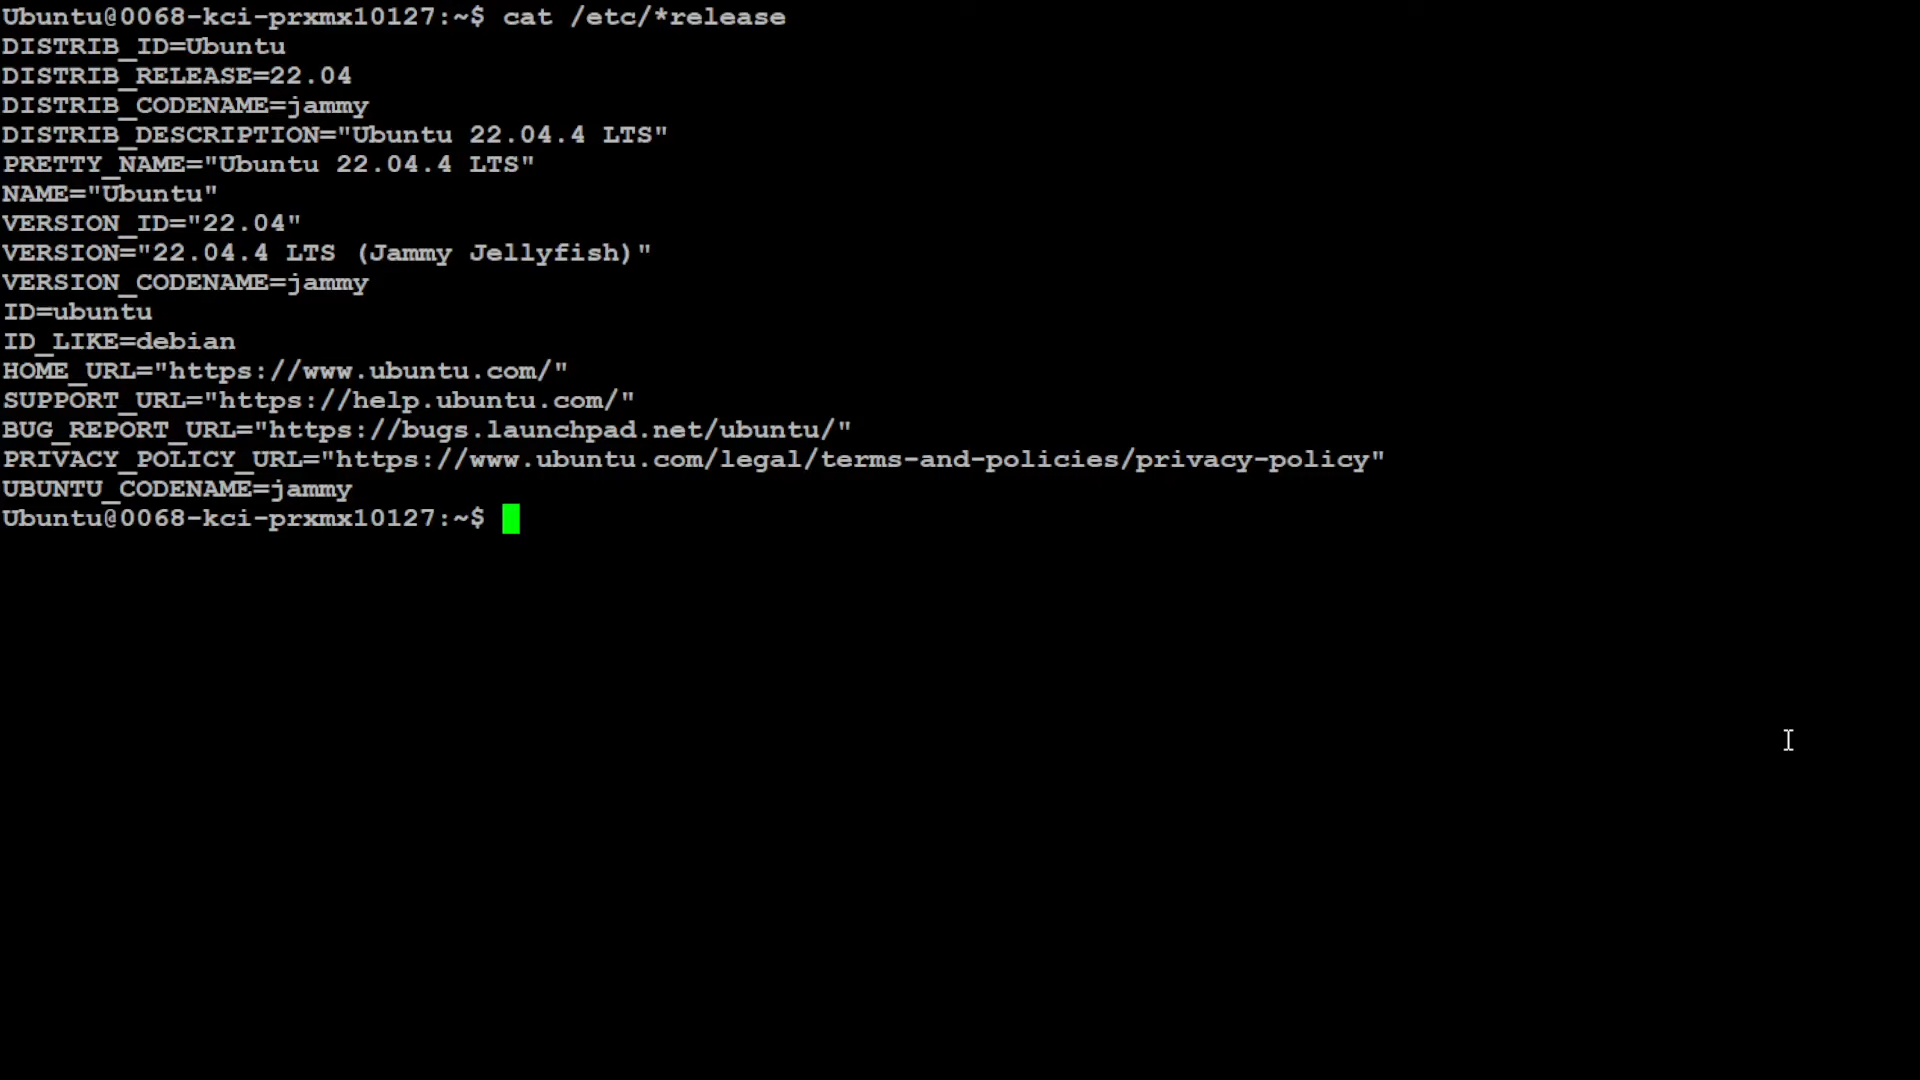 Ubuntu@0068-kci-prxmx10127:~$ cat /etc/*release
DISTRIB_ID=Ubuntu
DISTRIB_RELEASE=22.04
DISTRIB_CODENAME=jammy
DISTRIB_DESCRIPTION="Ubuntu 22.04.4 LTS"
PRETTY_NAME="Ubuntu 22.04.4 LTS"
NAME="Ubuntu"
VERSION_ID="22.04"
VERSION="22.04.4 LTS (Jammy Jellyfish)"
VERSION_CODENAME=jammy
ID=ubuntu
ID_LIKE=debian
HOME_URL="https://www.ubuntu.com/"
SUPPORT_URL="https://help.ubuntu.com/"
BUG_REPORT_URL="https://bugs.launchpad.net/ubuntu/"
PRIVACY_POLICY_URL="https://www.ubuntu.com/legal/terms-and-policies/privacy-policy"
UBUNTU_CODENAME=jammy
Ubuntu@0068-kci-prxmx10127:~$